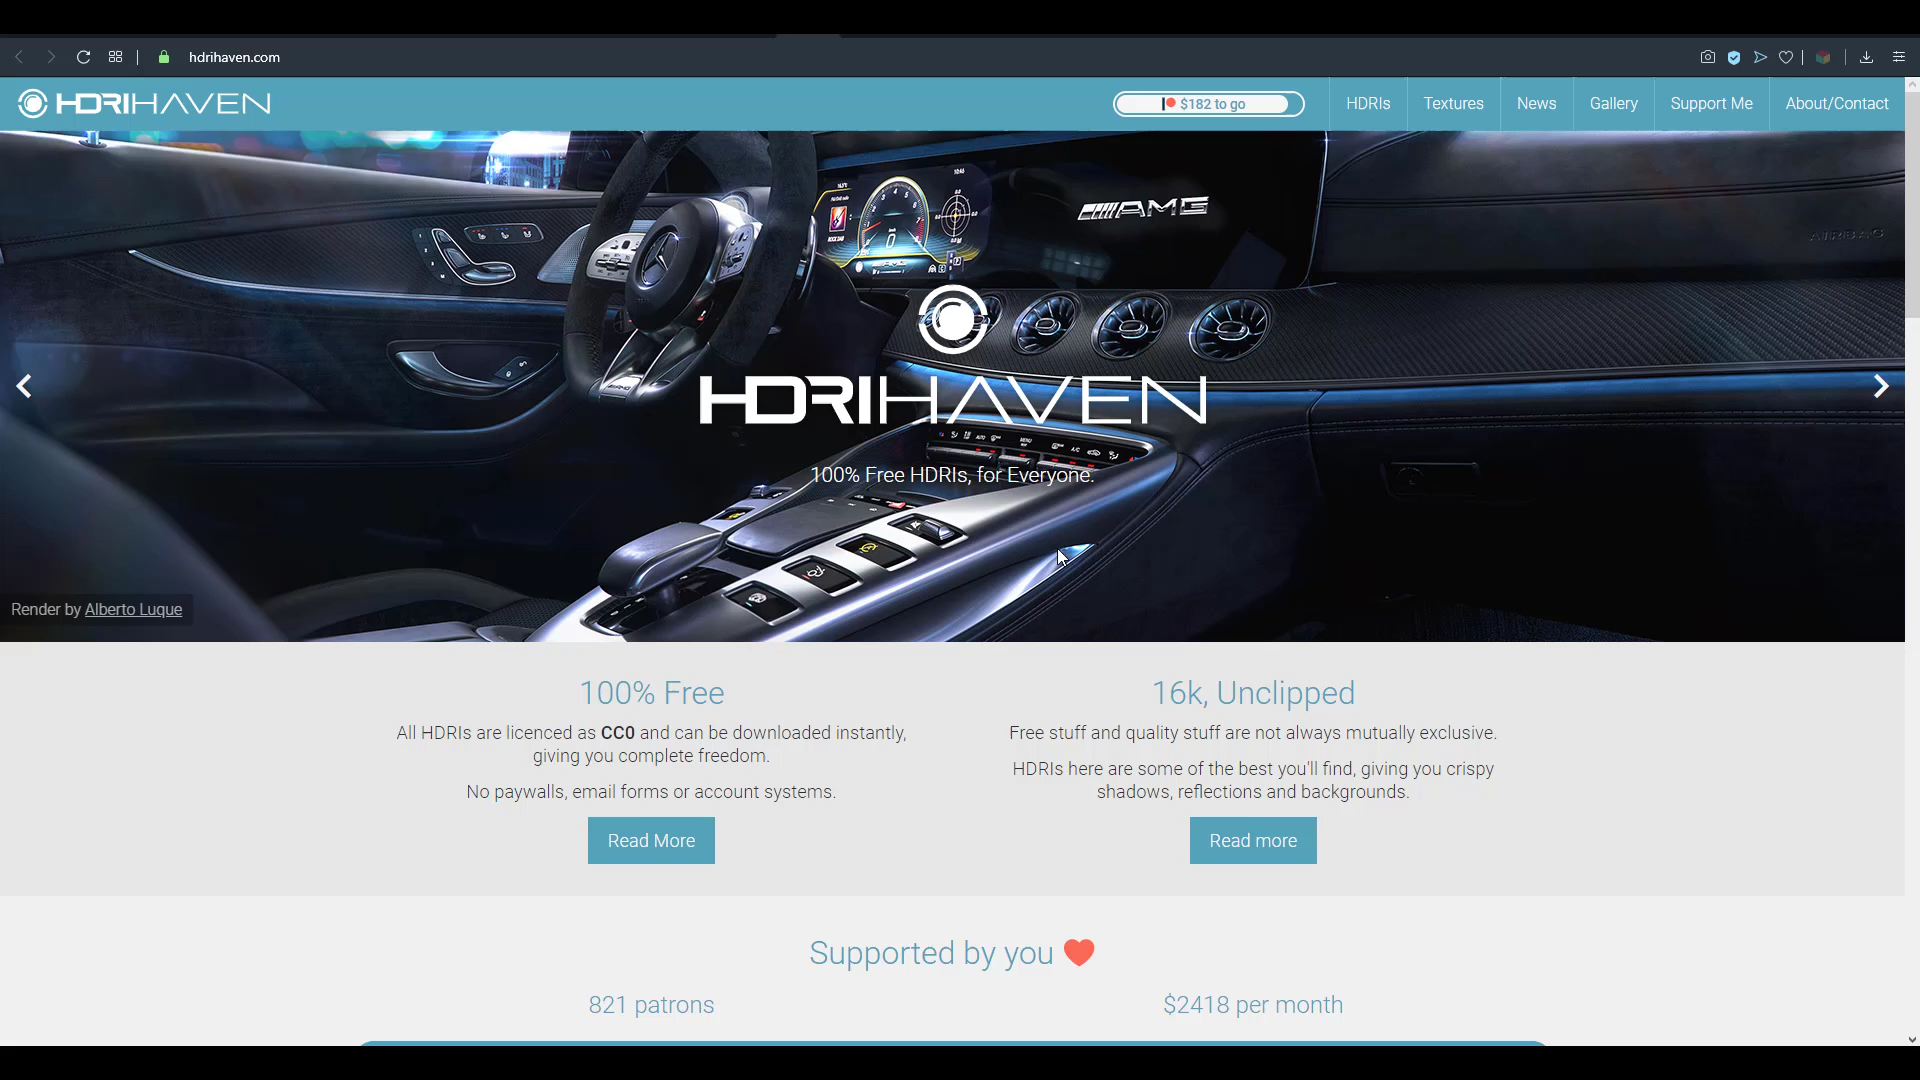 hdrihaven.com
HDRIHAVEN
$182 to go
HDRIs
Textures
News
Gallery
Support Me
About/Contact
AMG
AIRBAG
HDRIHAVEN
100% Free HDRIs, for Everyone.
Render by Alberto Luque
100% Free
All HDRIs are licenced as CC0 and can be downloaded instantly,
giving you complete freedom.
No paywalls, email forms or account systems.
Read More
16k, Unclipped
Free stuff and quality stuff are not always mutually exclusive.
HDRIs here are some of the best you'll find, giving you crispy
shadows, reflections and backgrounds.
Read more
Supported by you
821 patrons
$2418 per month